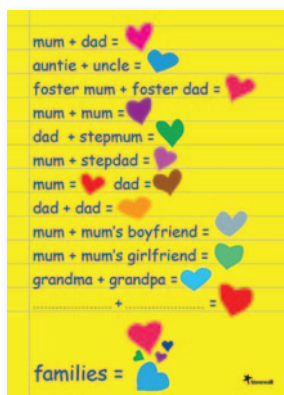 mum + dad =
auntie + uncle =
foster mum + foster dad =
mum + mum =
dad + stepmum =
mum + stepdad =
mum = dad =
dad + dad =
mum + mum's boyfriend =
mum + mum's girlfriend =
grandma + grandpa =
.................... + .................... =
families =
Stonewall